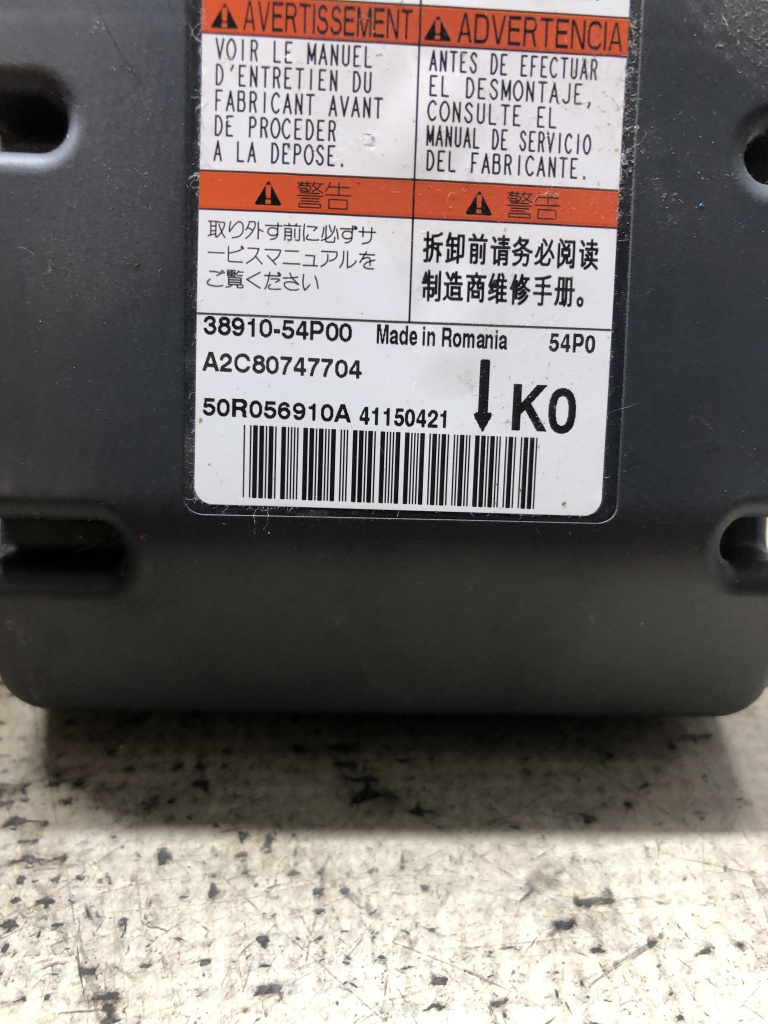 AVERTISSEMENT
VOIR LE MANUEL
D'ENTRETIEN DU
FABRICANT AVANT
DE PROCEDER
A LA DEPOSE.
ADVERTENCIA
ANTES DE EFECTUAR
EL DESMONTAJE,
CONSULTE EL
MANUAL DE SERVICIO
DEL FABRICANTE.
警告
取り外す前に必ずサ
ービスマニュアルを
ご覧ください
警告
拆卸前请务必阅读
制造商维修手册。
38910-54P00 Made in Romania 54P0
A2C80747704
50R056910A 41150421 K0